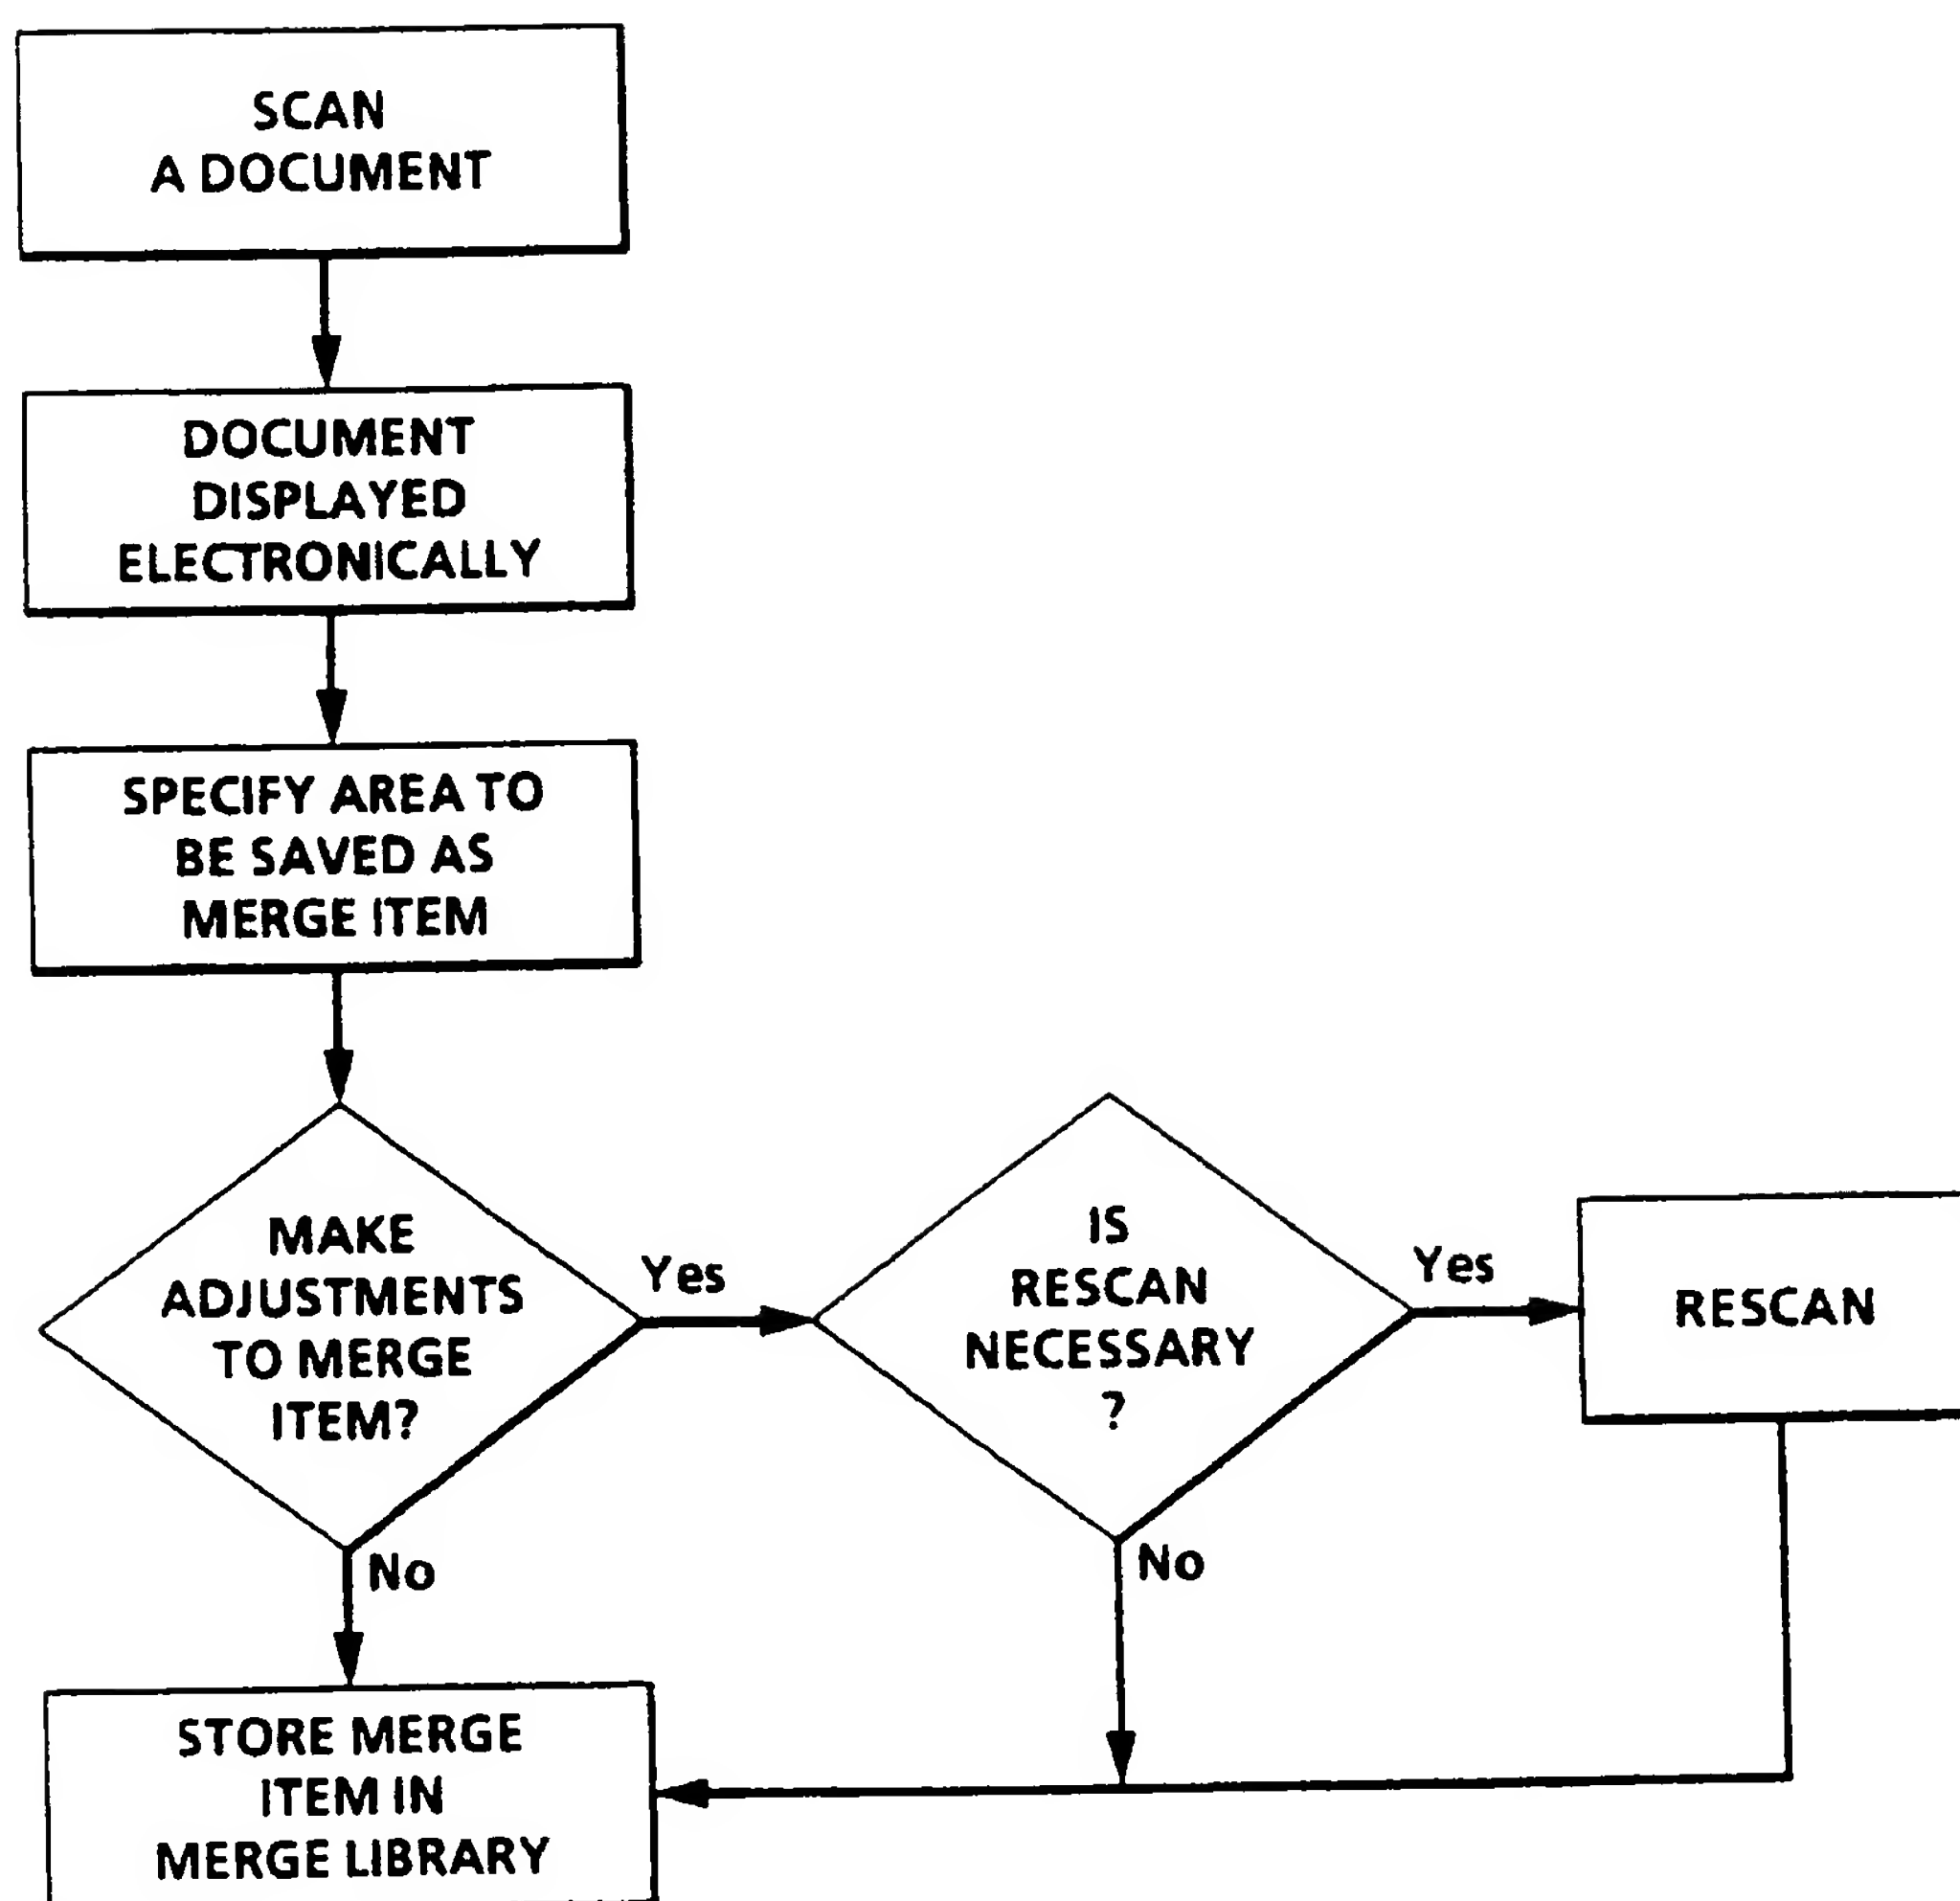 SCAN
A DOCUMENT
DOCUMENT
DISPLAYED
ELECTRONICALLY
SPECIFY AREA TO
BE SAVED AS
MERGE ITEM
MAKE
ADJUSTMENTS
TO MERGE
ITEM?
Yes
IS
RESCAN
NECESSARY
?
Yes
RESCAN
No
No
STORE MERGE
ITEM IN
MERGE LIBRARY